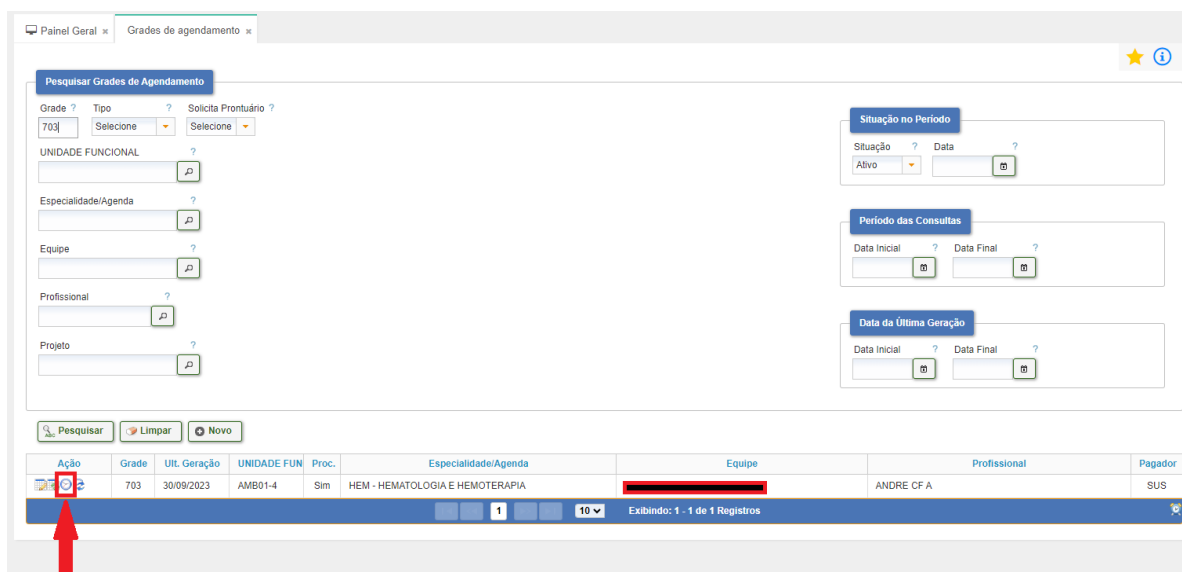 Painel Geral Grades de agendamento
Pesquisar Grades de Agendamento
Grade ? Tipo ? Solicita Prontuário ?
703 Selecione Selecione
UNIDADE FUNCIONAL ?
Especialidade/Agenda ?
Equipe ?
Profissional ?
Projeto ?
Situação no Período
Situação ? Data ?
Ativo
Período das Consultas
Data Inicial ? Data Final ?
Data da Última Geração
Data Inicial ? Data Final ?
Pesquisar Limpar Novo
Ação Grade Ult. Geração UNIDADE FUN Proc. Especialidade/Agenda Equipe Profissional Pagador
703 30/09/2023 AMB01-4 Sim HEM - HEMATOLOGIA E HEMOTERAPIA ANDRE CF A SUS
1 10 Exibindo: 1 - 1 de 1 Registros